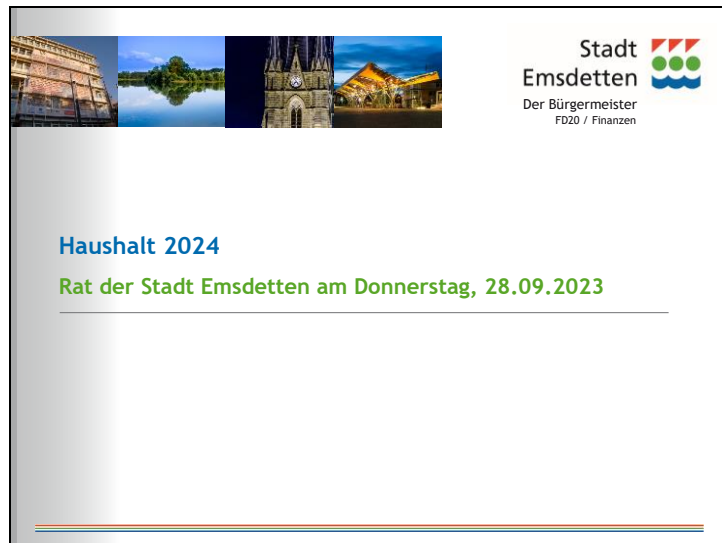 Stadt
Emsdetten
Der Bürgermeister
FD20 / Finanzen
Haushalt 2024
Rat der Stadt Emsdetten am Donnerstag, 28.09.2023